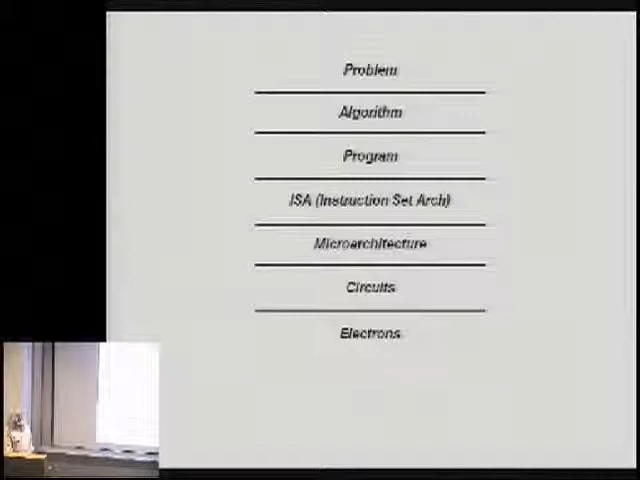 Problem
Algorithm
Program
ISA (Instruction Set Arch)
Microarchitecture
Circuits
Electrons